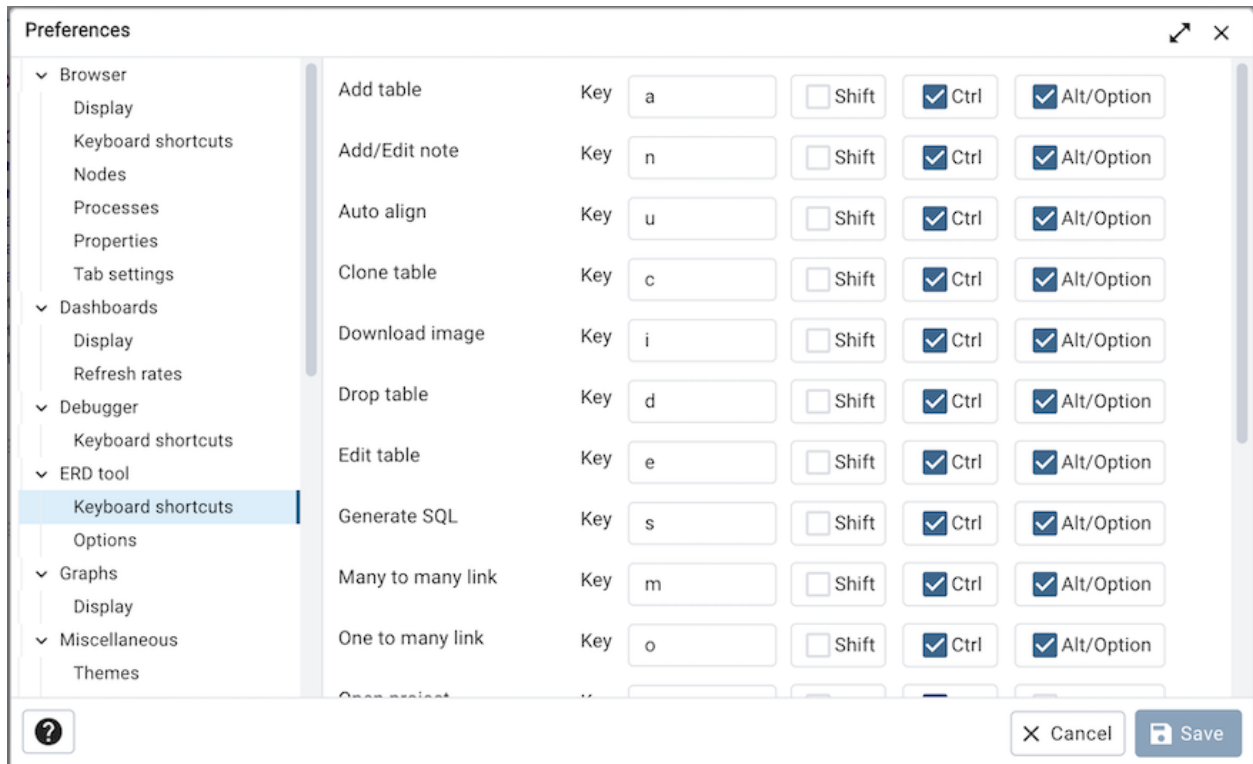 Preferences
Browser
Display
Keyboard shortcuts
Nodes
Processes
Properties
Tab settings
Dashboards
Display
Refresh rates
Debugger
Keyboard shortcuts
ERD tool
Keyboard shortcuts
Options
Graphs
Display
Miscellaneous
Themes
Add table Key a Shift Ctrl Alt/Option
Add/Edit note Key n Shift Ctrl Alt/Option
Auto align Key u Shift Ctrl Alt/Option
Clone table Key c Shift Ctrl Alt/Option
Download image Key i Shift Ctrl Alt/Option
Drop table Key d Shift Ctrl Alt/Option
Edit table Key e Shift Ctrl Alt/Option
Generate SQL Key s Shift Ctrl Alt/Option
Many to many link Key m Shift Ctrl Alt/Option
One to many link Key o Shift Ctrl Alt/Option
Open project
Cancel Save